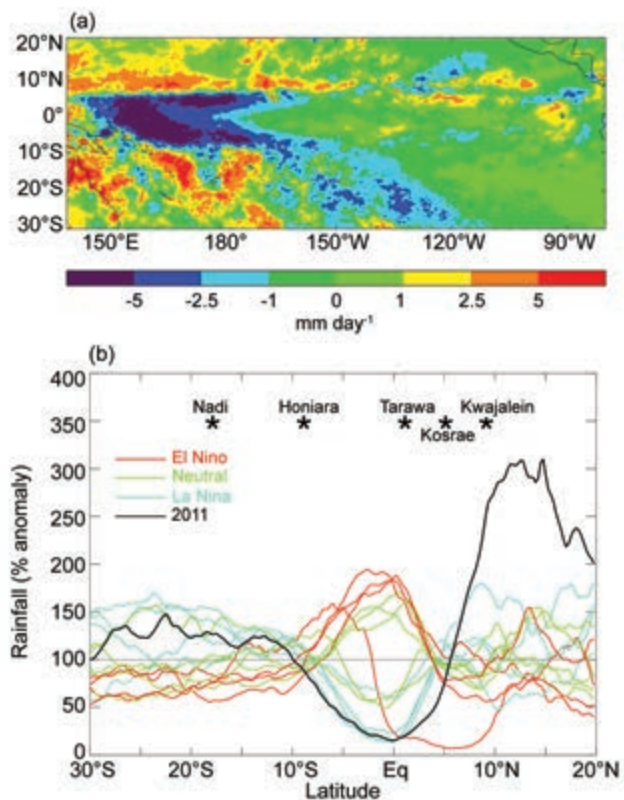 (a)
20°N
10°N
0°
10°S
20°S
30°S
150°E 180° 150°W 120°W 90°W
-5 -2.5 -1 0 1 2.5 5
mm day-1
(b)
400
350
300
250
200
150
100
50
0
Rainfall (% anomaly)
Nadi Honiara Tarawa Kwajalein
Kosrae
El Nino
Neutral
La Nina
2011
30°S 20°S 10°S Eq 10°N 20°N
Latitude